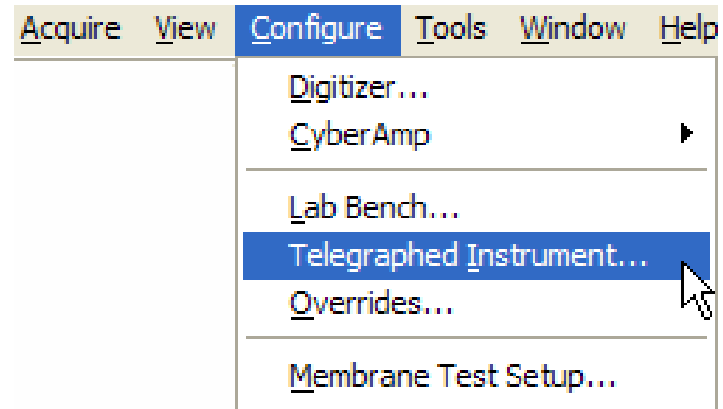 Acquire View Configure Tools Window Help
Digitizer...
CyberAmp
Lab Bench...
Telegraphed Instrument...
Overrides...
Membrane Test Setup...